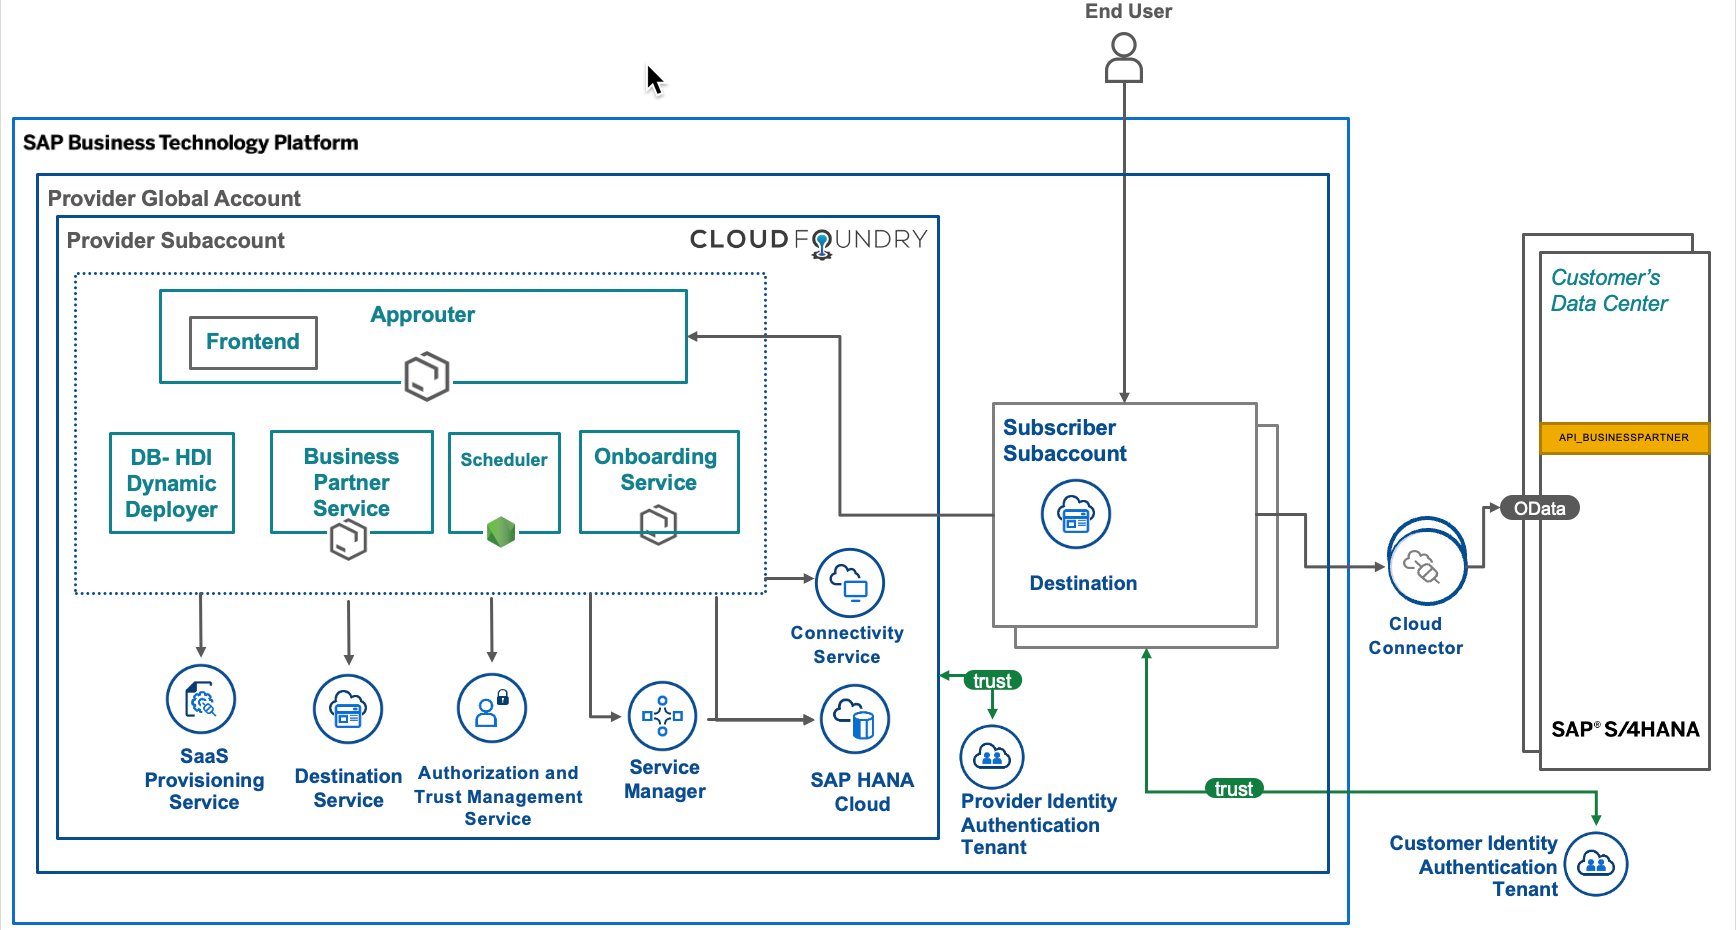 End User
SAP Business Technology Platform
Provider Global Account
Provider Subaccount
CLOUD FOUNDRY
Approuter
Frontend
DB- HDI
Dynamic
Deployer
Business
Partner
Service
Scheduler
Onboarding
Service
Connectivity
Service
SaaS
Provisioning
Service
Destination
Service
Authorization and
Trust Management
Service
Service
Manager
SAP HANA
Cloud
Subscriber
Subaccount
Destination
trust
Provider Identity
Authentication
Tenant
trust
Customer Identity
Authentication
Tenant
Cloud
Connector
OData
Customer's
Data Center
API_BUSINESSPARTNER
SAP® S/4HANA